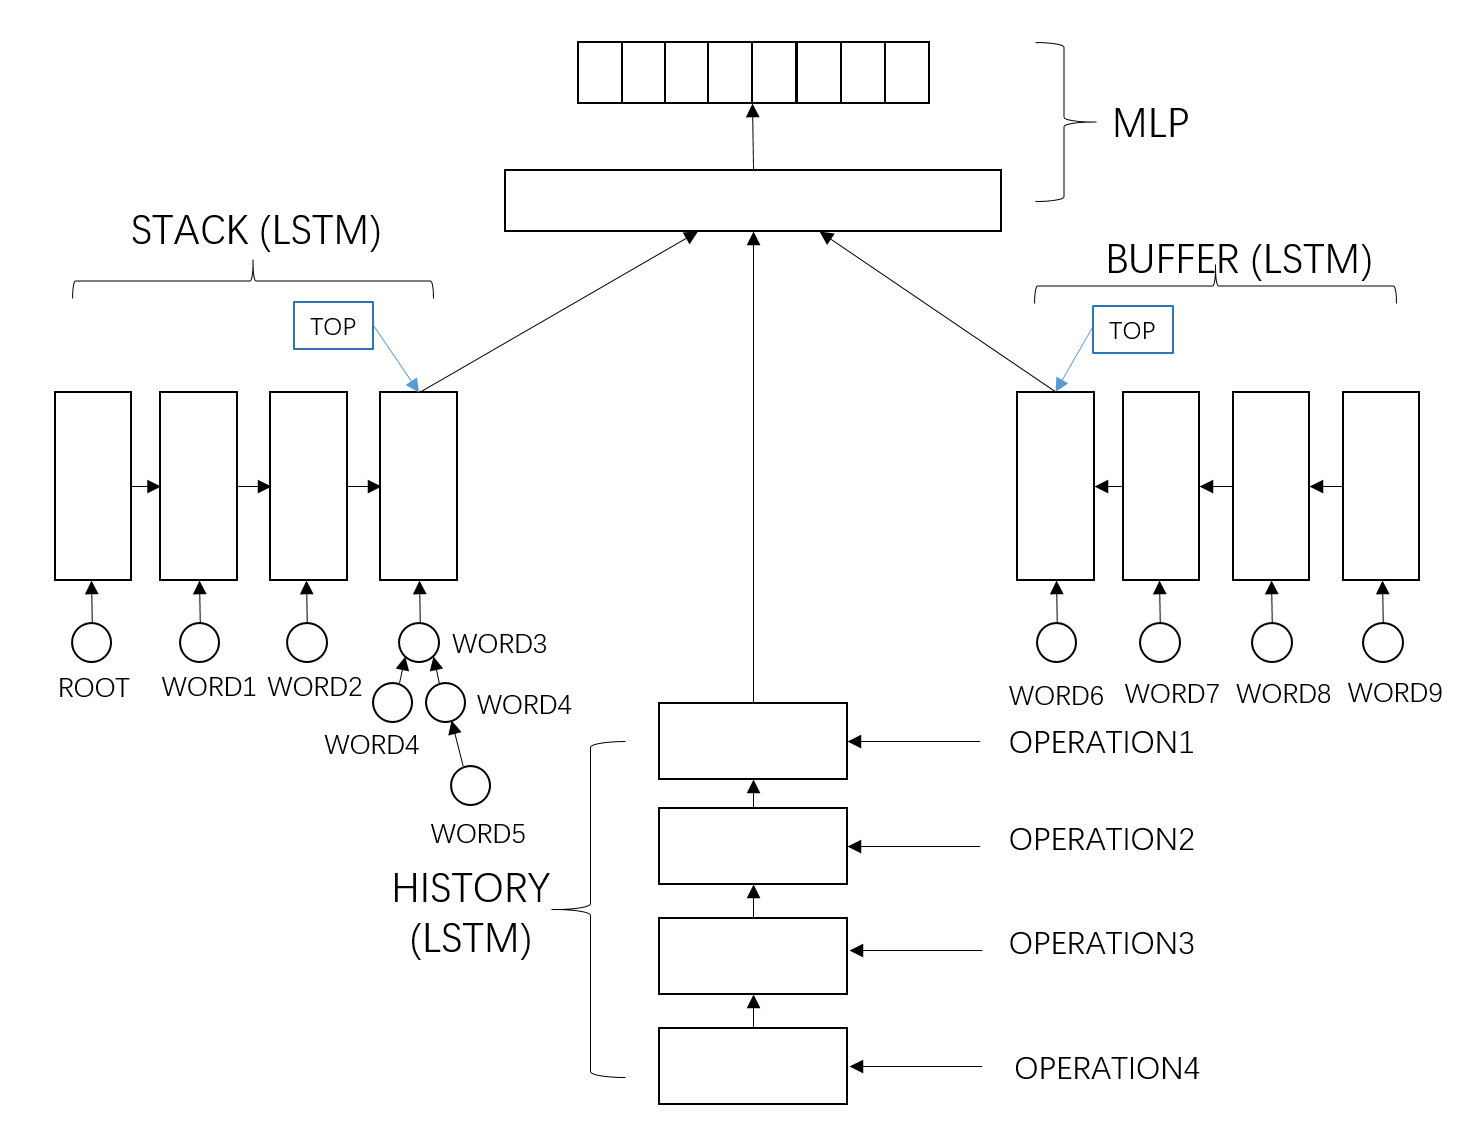 MLP
STACK (LSTM)
BUFFER (LSTM)
TOP
TOP
ROOT
WORD1
WORD2
WORD3
WORD4
WORD4
WORD5
WORD6
WORD7
WORD8
WORD9
HISTORY
(LSTM)
OPERATION1
OPERATION2
OPERATION3
OPERATION4